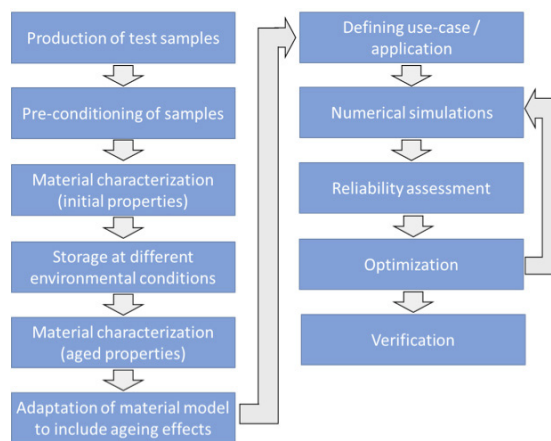 Production of test samples
Pre-conditioning of samples
Material characterization
(initial properties)
Storage at different
environmental conditions
Material characterization
(aged properties)
Adaptation of material model
to include ageing effects
Defining use-case /
application
Numerical simulations
Reliability assessment
Optimization
Verification